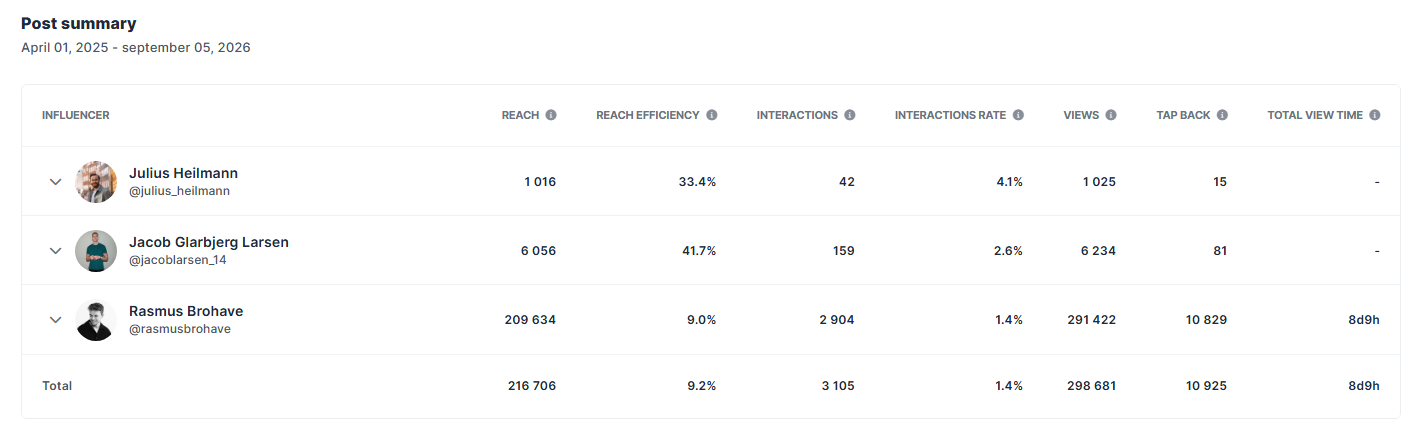 Post summary
April 01, 2025 - september 05, 2026
INFLUENCER REACH REACH EFFICIENCY INTERACTIONS INTERACTIONS RATE VIEWS TAP BACK TOTAL VIEW TIME
Julius Heilmann
@julius_heilmann
1 016 33.4% 42 4.1% 1 025 15 -
Jacob Glarbjerg Larsen
@jacoblarsen_14
6 056 41.7% 159 2.6% 6 234 81 -
Rasmus Brohave
@rasmusbrohave
209 634 9.0% 2 904 1.4% 291 422 10 829 8d9h
Total 216 706 9.2% 3 105 1.4% 298 681 10 925 8d9h